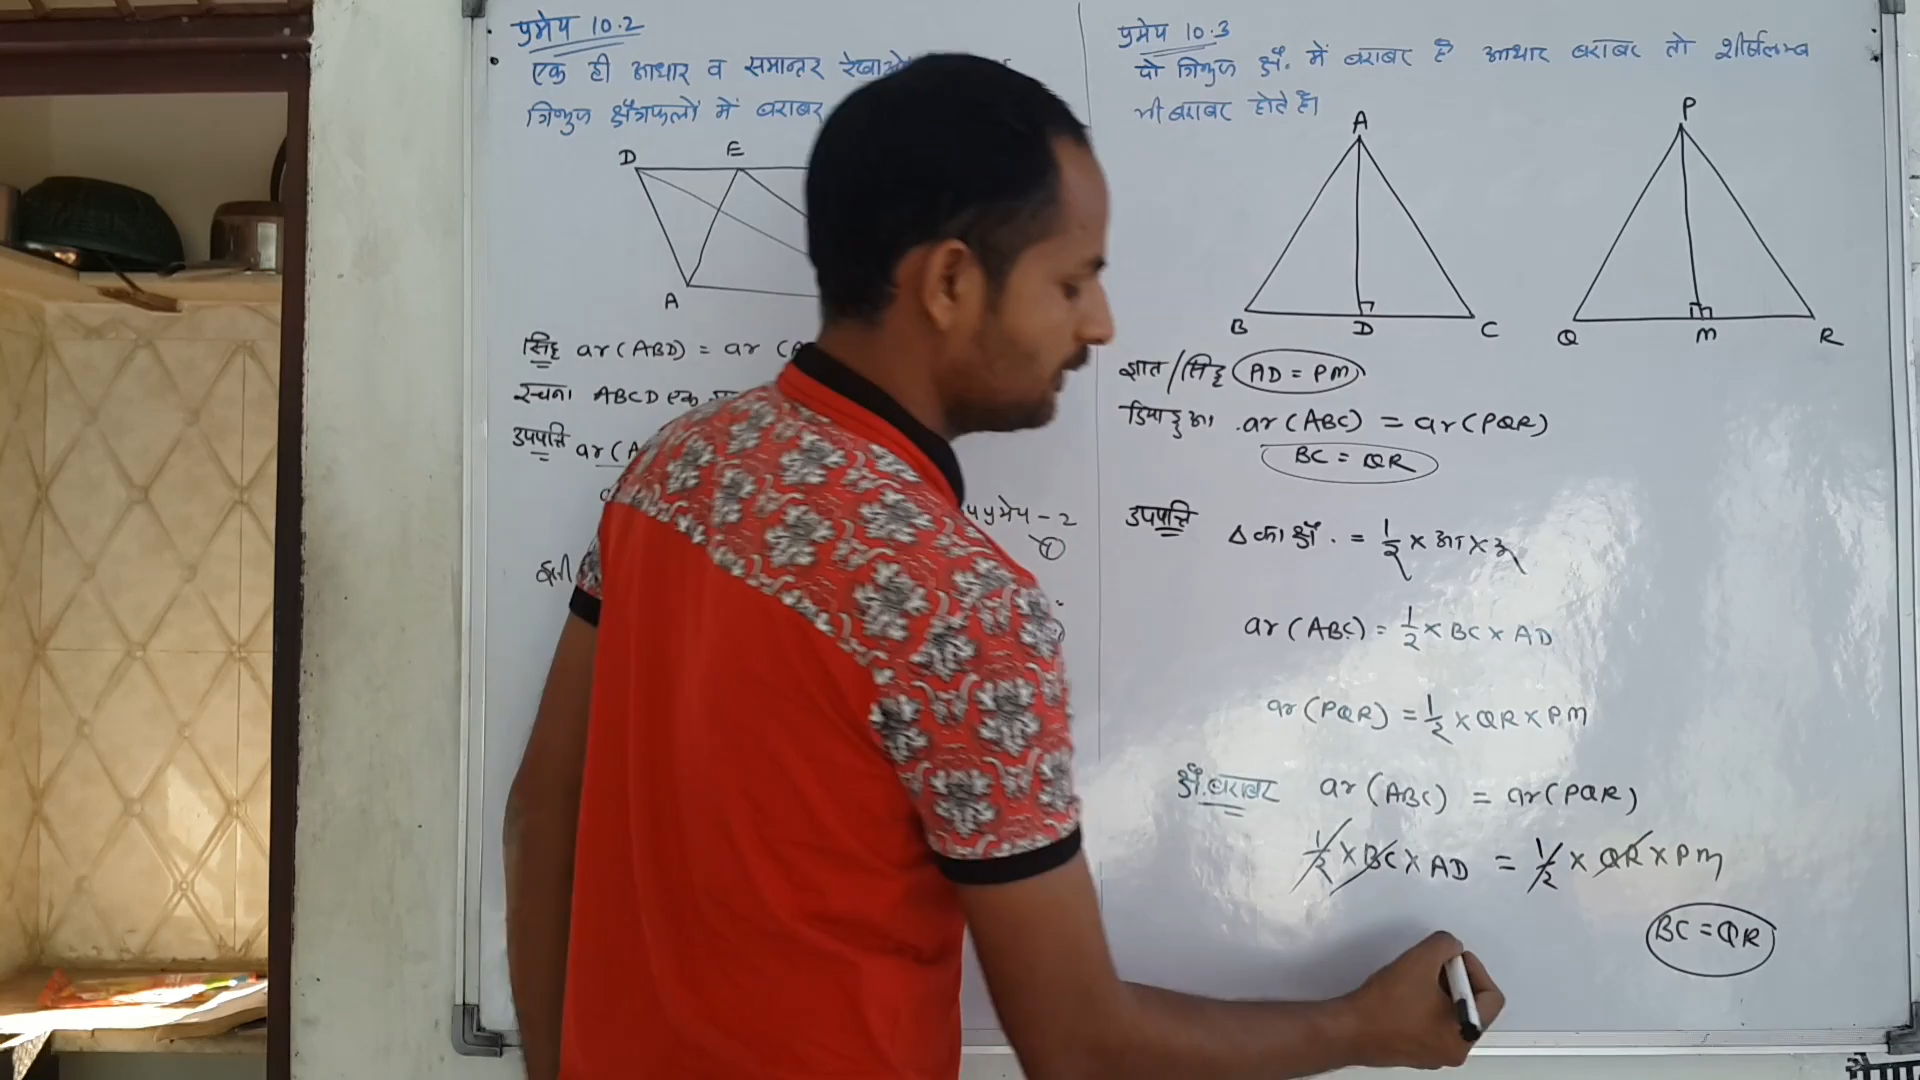 प्रमेय 10.2
एक ही आधार व समान्तर
त्रिभुज क्षेत्रफलों में बराबर
D E
A
सिद्ध ar (ABD) = ar
रचना ABCD एक
उपपत्ति ar (A
- 2
1
प्रमेय 10.3
दो त्रिभुज क्षे. में बराबर है आधार बराबर तो शीर्षलम्ब
भी बराबर होते है।
A P
B D C Q M R
ज्ञात/सिद्ध AD = PM
दिया हुआ ar (ABC) = ar (PQR)
BC = QR
उपपत्ति Δ का क्षे. = 1/2 × आ × ऊ
ar (ABC) = 1/2 × BC × AD
ar (PQR) = 1/2 × QR × PM
क्षे. बराबर ar (ABC) = ar (PQR)
1/2 × BC × AD = 1/2 × QR × PM
BC = QR